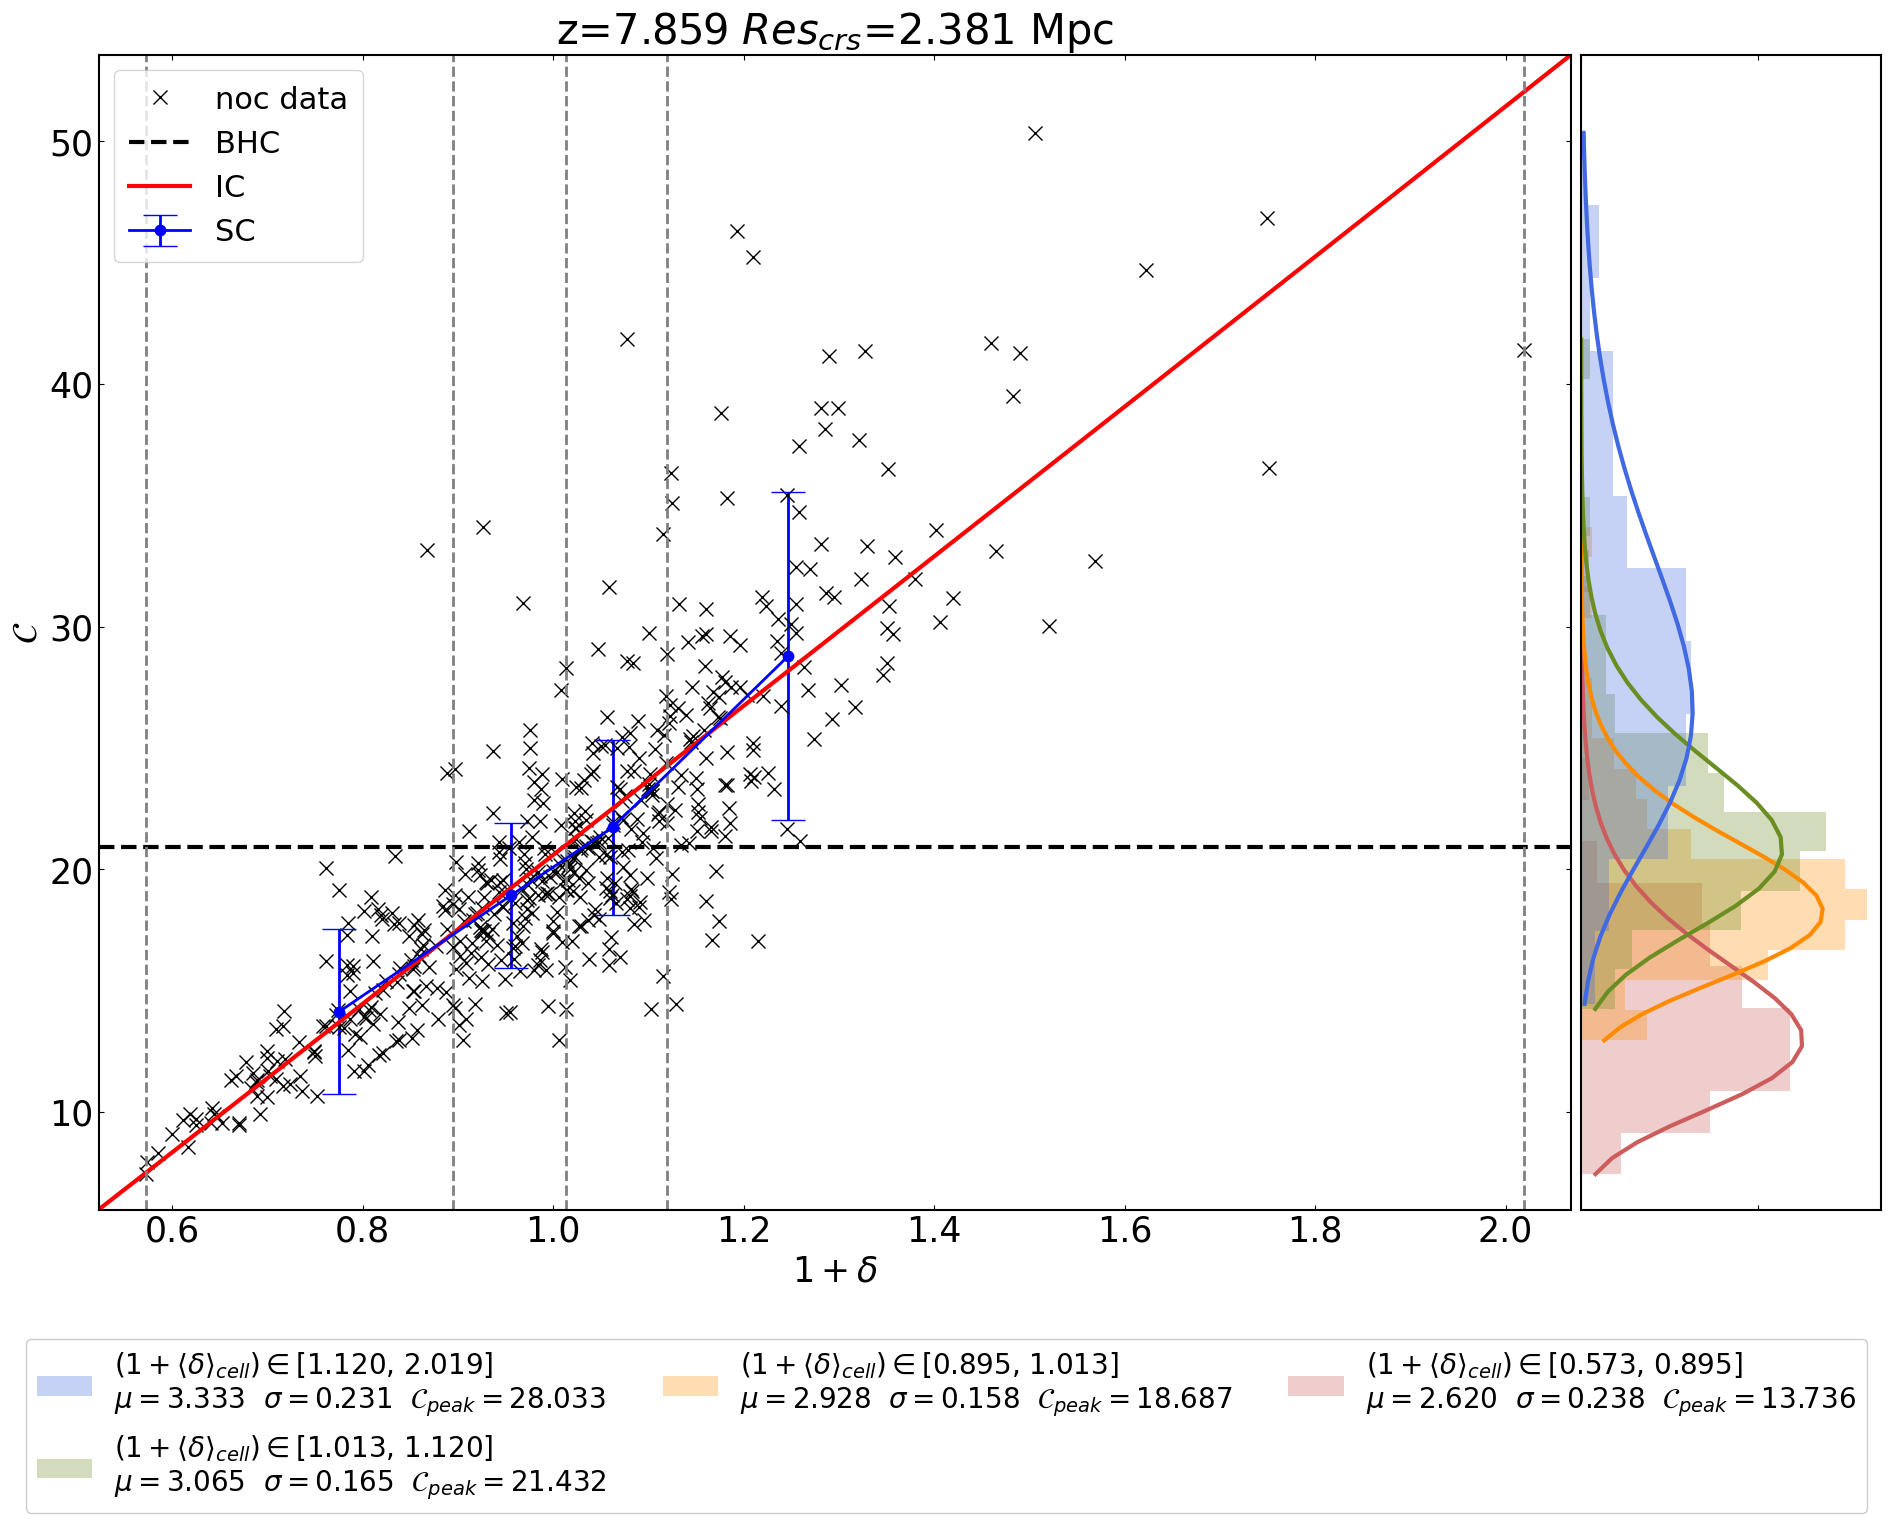 z=7.859 Res_crs=2.381 Mpc
noc data
BHC
IC
SC
50
40
30
20
10
𝒞
0.6 0.8 1.0 1.2 1.4 1.6 1.8 2.0
1 + δ
(1 + ⟨δ⟩_cell) ∈ [1.120, 2.019]
μ = 3.333 σ = 0.231 𝒞_peak = 28.033
(1 + ⟨δ⟩_cell) ∈ [1.013, 1.120]
μ = 3.065 σ = 0.165 𝒞_peak = 21.432
(1 + ⟨δ⟩_cell) ∈ [0.895, 1.013]
μ = 2.928 σ = 0.158 𝒞_peak = 18.687
(1 + ⟨δ⟩_cell) ∈ [0.573, 0.895]
μ = 2.620 σ = 0.238 𝒞_peak = 13.736